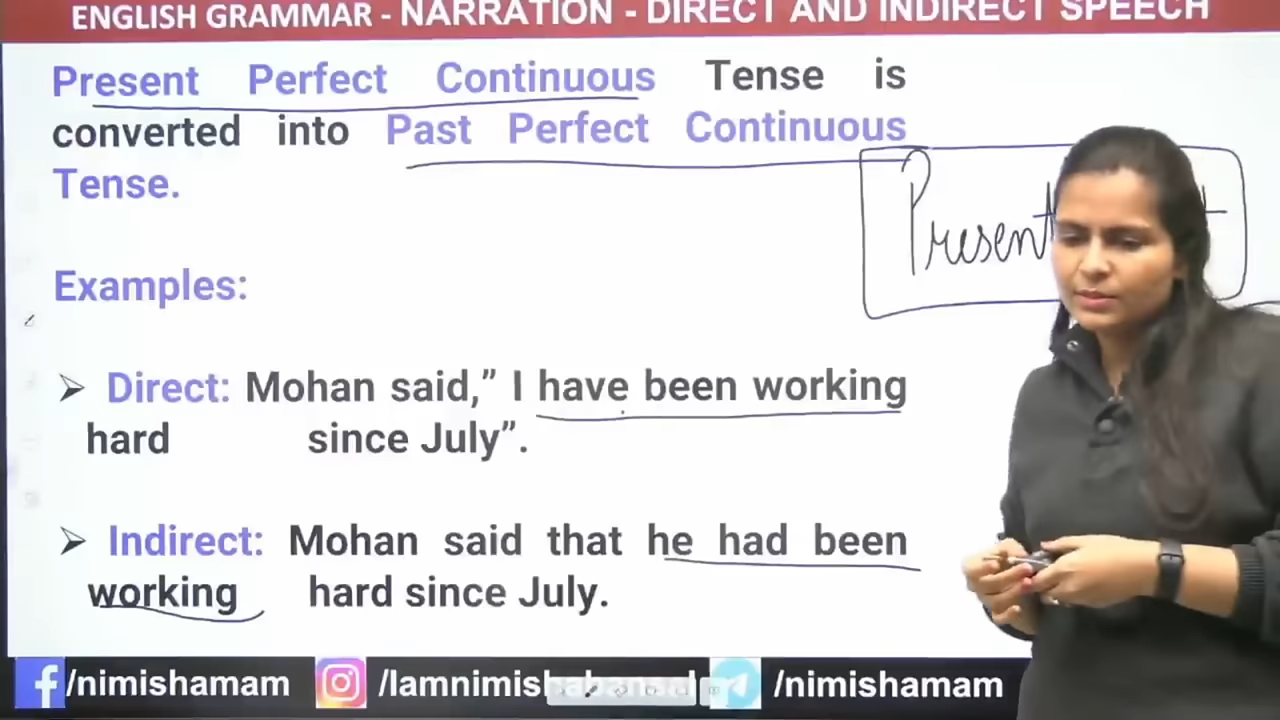 ENGLISH GRAMMAR - NARRATION - DIRECT AND INDIRECT SPEECH
Present Perfect Continuous Tense is
converted into Past Perfect Continuous
Tense.
Present
Examples:
➤ Direct: Mohan said,” I have been working
hard since July”.
➤ Indirect: Mohan said that he had been
working hard since July.
/nimishamam
/Iamnimishabansal
/nimishamam